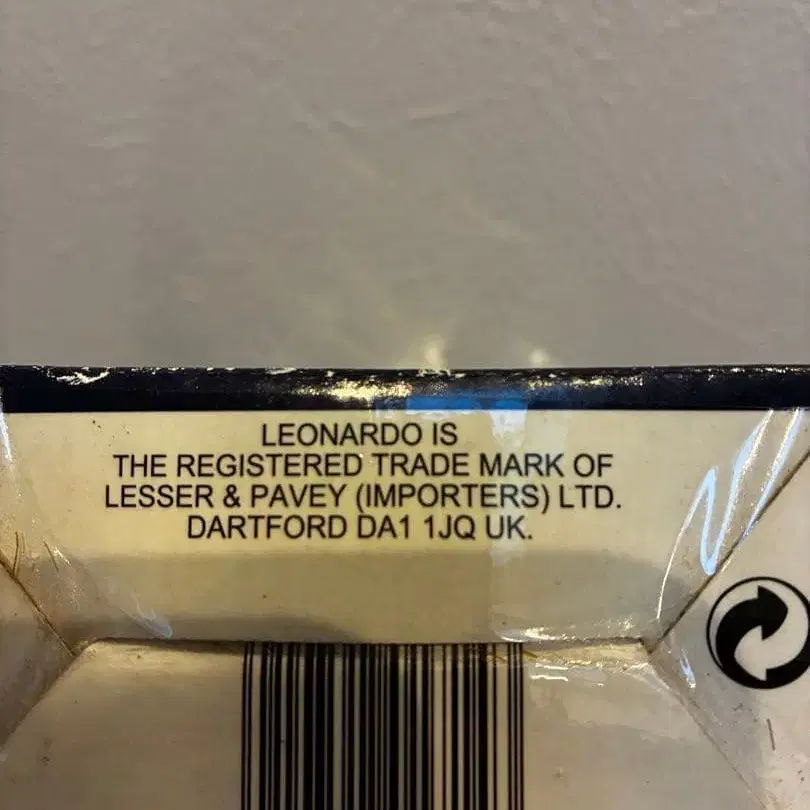 LEONARDO IS
THE REGISTERED TRADE MARK OF
LESSER & PAVEY (IMPORTERS) LTD.
DARTFORD DA1 1JQ UK.